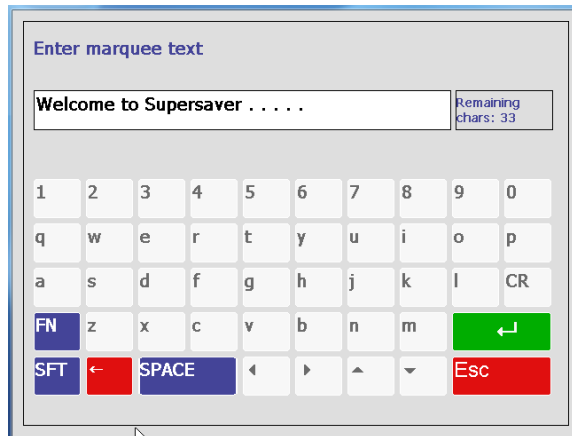 Enter marquee text
Welcome to Supersaver . . . . .
Remaining
chars: 33
1 2 3 4 5 6 7 8 9 0
q w e r t y u i o p
a s d f g h j k l CR
FN z x c v b n m ↵
SFT ← SPACE Esc